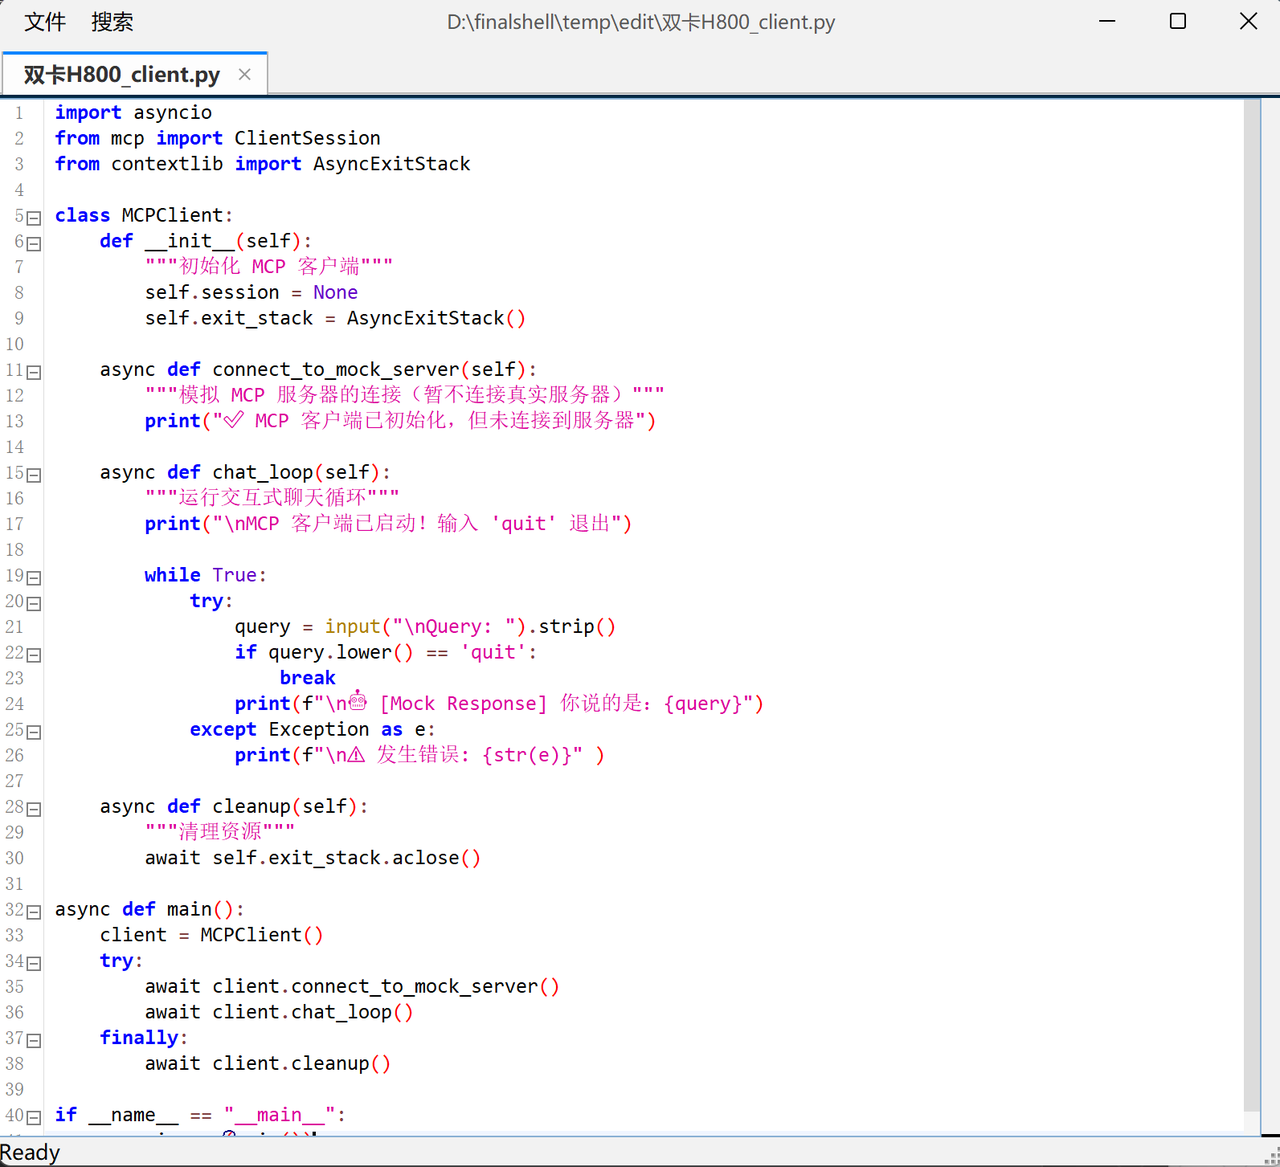 文件 搜索 D:\finalshell\temp\edit\双卡H800_client.py
双卡H800_client.py
1 import asyncio
2 from mcp import ClientSession
3 from contextlib import AsyncExitStack
4
5 class MCPClient:
6     def __init__(self):
7         """初始化 MCP 客户端"""
8         self.session = None
9         self.exit_stack = AsyncExitStack()
10
11     async def connect_to_mock_server(self):
12         """模拟 MCP 服务器的连接（暂不连接真实服务器）"""
13         print("✅ MCP 客户端已初始化，但未连接到服务器")
14
15     async def chat_loop(self):
16         """运行交互式聊天循环"""
17         print("\nMCP 客户端已启动！输入 'quit' 退出")
18
19         while True:
20             try:
21                 query = input("\nQuery: ").strip()
22                 if query.lower() == 'quit':
23                     break
24                 print(f"\n🤖 [Mock Response] 你说的是：{query}")
25             except Exception as e:
26                 print(f"\n⚠ 发生错误: {str(e)}" )
27
28     async def cleanup(self):
29         """清理资源"""
30         await self.exit_stack.aclose()
31
32 async def main():
33     client = MCPClient()
34     try:
35         await client.connect_to_mock_server()
36         await client.chat_loop()
37     finally:
38         await client.cleanup()
39
40 if __name__ == "__main__":
Ready